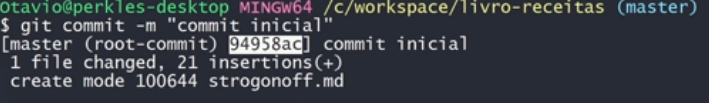 Otavio@perkles-desktop MINGW64 /c/workspace/livro-receitas (master)
$ git commit -m "commit inicial"
[master (root-commit) 94958ac] commit inicial
 1 file changed, 21 insertions(+)
 create mode 100644 strogonoff.md